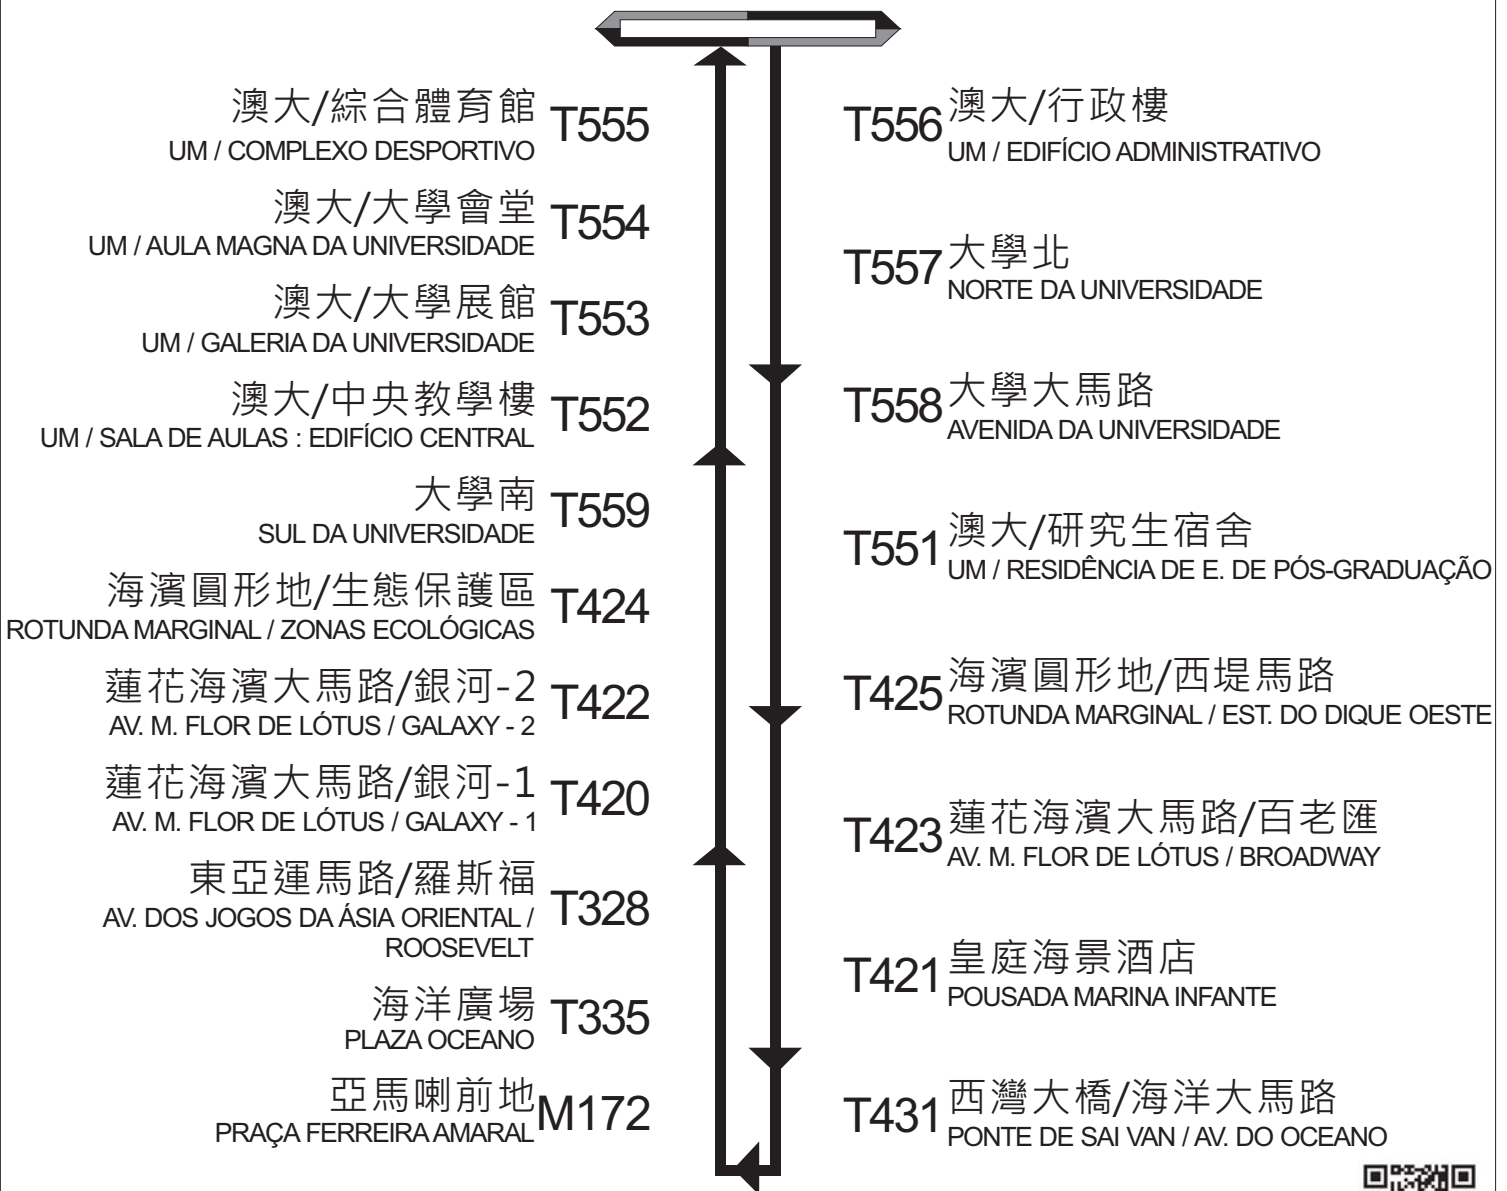 澳大/綜合體育館
UM / COMPLEXO DESPORTIVO
T555
澳大/大學會堂
UM / AULA MAGNA DA UNIVERSIDADE
T554
澳大/大學展館
UM / GALERIA DA UNIVERSIDADE
T553
澳大/中央教學樓
UM / SALA DE AULAS : EDIFÍCIO CENTRAL
T552
大學南
SUL DA UNIVERSIDADE
T559
海濱圓形地/生態保護區
ROTUNDA MARGINAL / ZONAS ECOLÓGICAS
T424
蓮花海濱大馬路/銀河-2
AV. M. FLOR DE LÓTUS / GALAXY - 2
T422
蓮花海濱大馬路/銀河-1
AV. M. FLOR DE LÓTUS / GALAXY - 1
T420
東亞運馬路/羅斯福
AV. DOS JOGOS DA ÁSIA ORIENTAL /
ROOSEVELT
T328
海洋廣場
PLAZA OCEANO
T335
亞馬喇前地
PRAÇA FERREIRA AMARAL
M172
T556
澳大/行政樓
UM / EDIFÍCIO ADMINISTRATIVO
T557
大學北
NORTE DA UNIVERSIDADE
T558
大學大馬路
AVENIDA DA UNIVERSIDADE
T551
澳大/研究生宿舍
UM / RESIDÊNCIA DE E. DE PÓS-GRADUAÇÃO
T425
海濱圓形地/西堤馬路
ROTUNDA MARGINAL / EST. DO DIQUE OESTE
T423
蓮花海濱大馬路/百老匯
AV. M. FLOR DE LÓTUS / BROADWAY
T421
皇庭海景酒店
POUSADA MARINA INFANTE
T431
西灣大橋/海洋大馬路
PONTE DE SAI VAN / AV. DO OCEANO